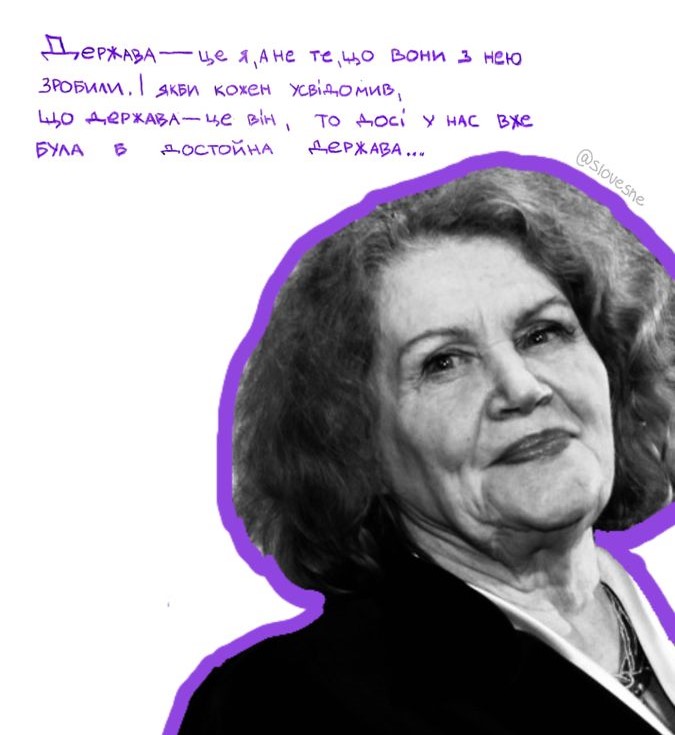 Держава — це я, а не те, що вони з нею
зробили. І якби кожен усвідомив,
що держава — це він, то досі у нас вже
була б достойна держава...
@slovesne